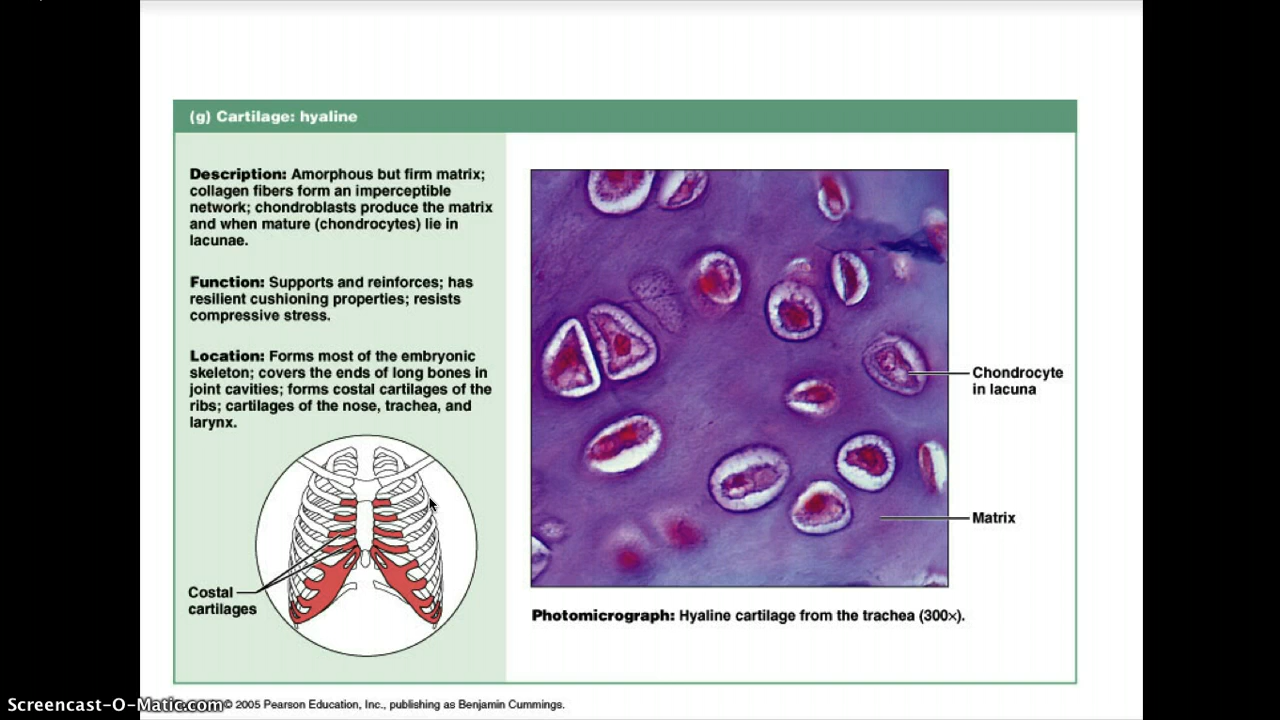 (g) Cartilage: hyaline
Description: Amorphous but firm matrix;
collagen fibers form an imperceptible
network; chondroblasts produce the matrix
and when mature (chondrocytes) lie in
lacunae.
Function: Supports and reinforces; has
resilient cushioning properties; resists
compressive stress.
Location: Forms most of the embryonic
skeleton; covers the ends of long bones in
joint cavities; forms costal cartilages of the
ribs; cartilages of the nose, trachea, and
larynx.
Costal
cartilages
Chondrocyte
in lacuna
Matrix
Photomicrograph: Hyaline cartilage from the trachea (300×).
Screencast-O-Matic.com
© 2005 Pearson Education, Inc., publishing as Benjamin Cummings.